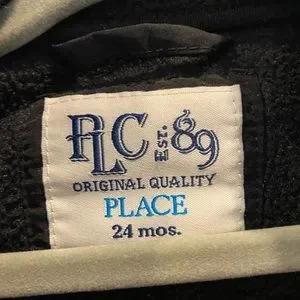 PLC EST. 89
ORIGINAL QUALITY
PLACE
24 mos.